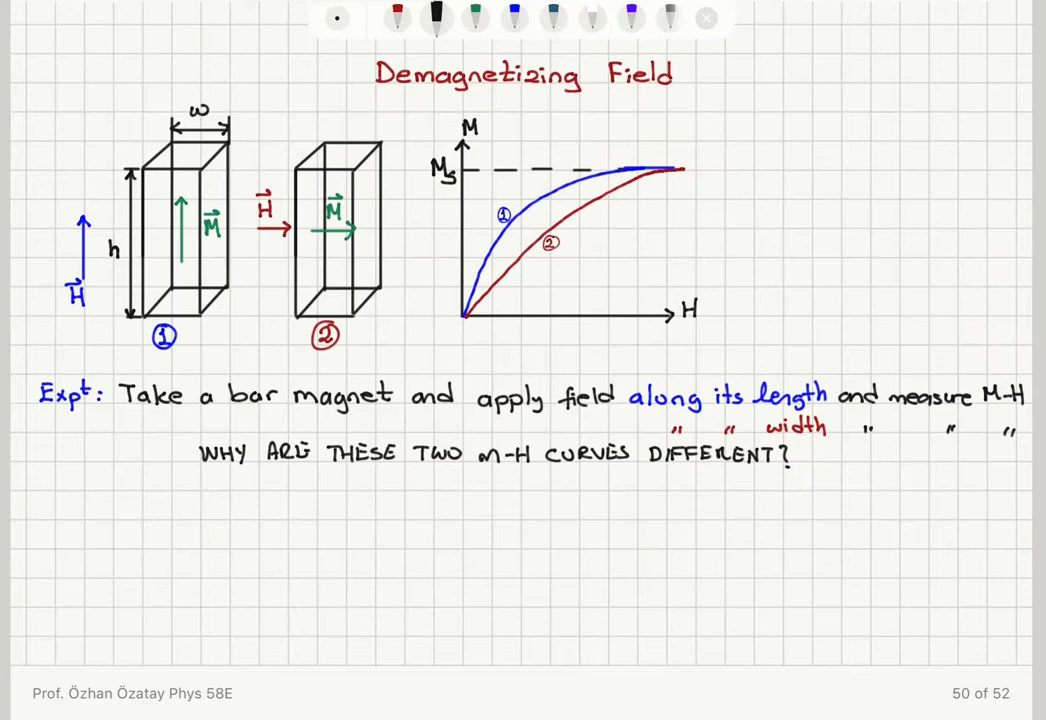 Demagnetizing Field
w
M
Ms
h
H
M
H
M
①
②
H
①
②
Expt: Take a bar magnet and apply field along its length and measure M-H
" " width " " "
WHY ARE THESE TWO M-H CURVES DIFFERENT?
Prof. Özhan Özatay Phys 58E
50 of 52